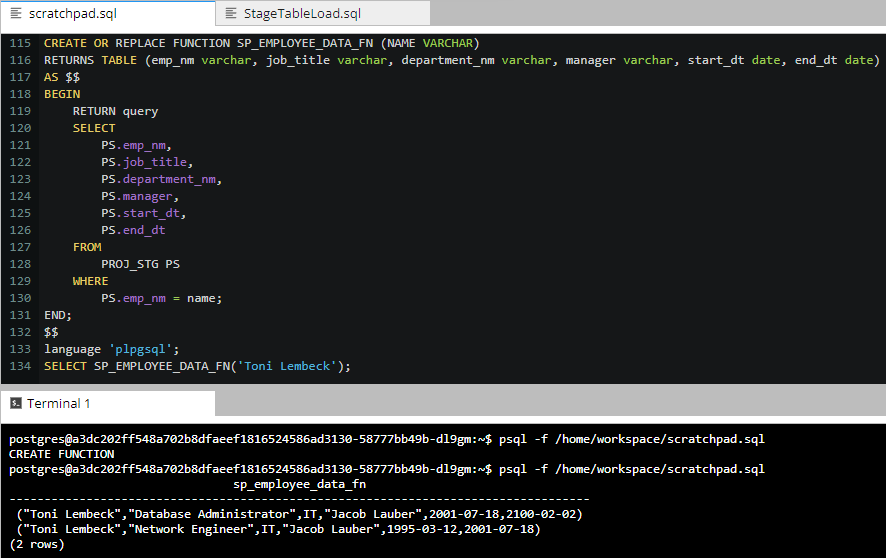 scratchpad.sql
StageTableLoad.sql
115 CREATE OR REPLACE FUNCTION SP_EMPLOYEE_DATA_FN (NAME VARCHAR)
116 RETURNS TABLE (emp_nm varchar, job_title varchar, department_nm varchar, manager varchar, start_dt date, end_dt date)
117 AS $$
118 BEGIN
119     RETURN query
120     SELECT
121         PS.emp_nm,
122         PS.job_title,
123         PS.department_nm,
124         PS.manager,
125         PS.start_dt,
126         PS.end_dt
127     FROM
128         PROJ_STG PS
129     WHERE
130         PS.emp_nm = name;
131 END;
132 $$
133 language 'plpgsql';
134 SELECT SP_EMPLOYEE_DATA_FN('Toni Lembeck');
Terminal 1
postgres@a3dc202ff548a702b8dfaeef1816524586ad3130-58777bb49b-dl9gm:~$ psql -f /home/workspace/scratchpad.sql
CREATE FUNCTION
postgres@a3dc202ff548a702b8dfaeef1816524586ad3130-58777bb49b-dl9gm:~$ psql -f /home/workspace/scratchpad.sql
sp_employee_data_fn
-----------------------------------------------------------------------------------
("Toni Lembeck","Database Administrator",IT,"Jacob Lauber",2001-07-18,2100-02-02)
("Toni Lembeck","Network Engineer",IT,"Jacob Lauber",1995-03-12,2001-07-18)
(2 rows)